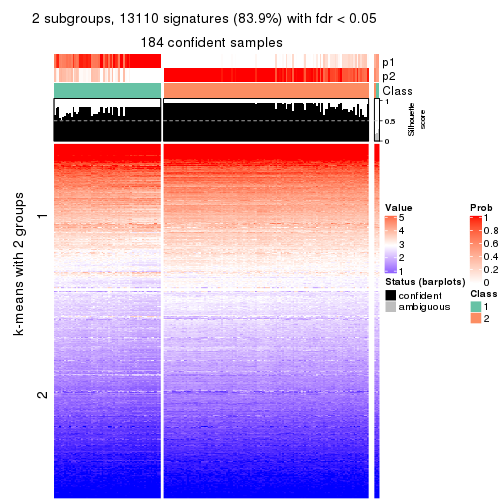 2 subgroups, 13110 signatures (83.9%) with fdr < 0.05
184 confident samples
p1
p2
Class
1
0.5
0
Silhouette
score
k-means with 2 groups
1
2
Value
5
4
3
2
1
Status (barplots)
confident
ambiguous
Prob
1
0.8
0.6
0.4
0.2
0
Class
1
2